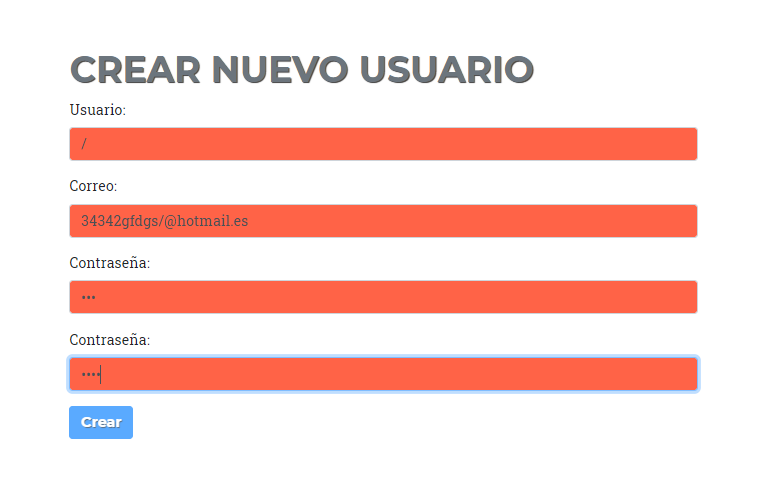 CREAR NUEVO USUARIO
Usuario:
/
Correo:
34342gfdgs/@hotmail.es
Contraseña:
•••
Contraseña:
••••
Crear